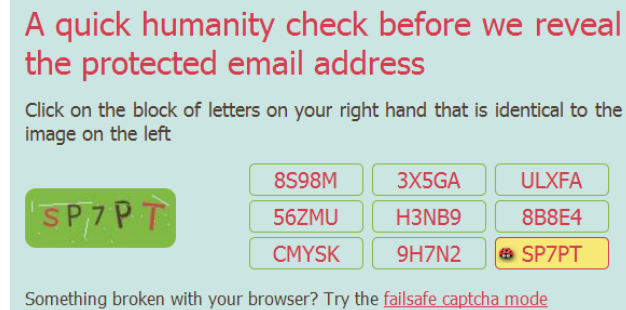 A quick humanity check before we reveal
the protected email address
Click on the block of letters on your right hand that is identical to the
image on the left
SP7PT
8S98M 3X5GA ULXFA
56ZMU H3NB9 8B8E4
CMYSK 9H7N2 SP7PT
Something broken with your browser? Try the failsafe captcha mode